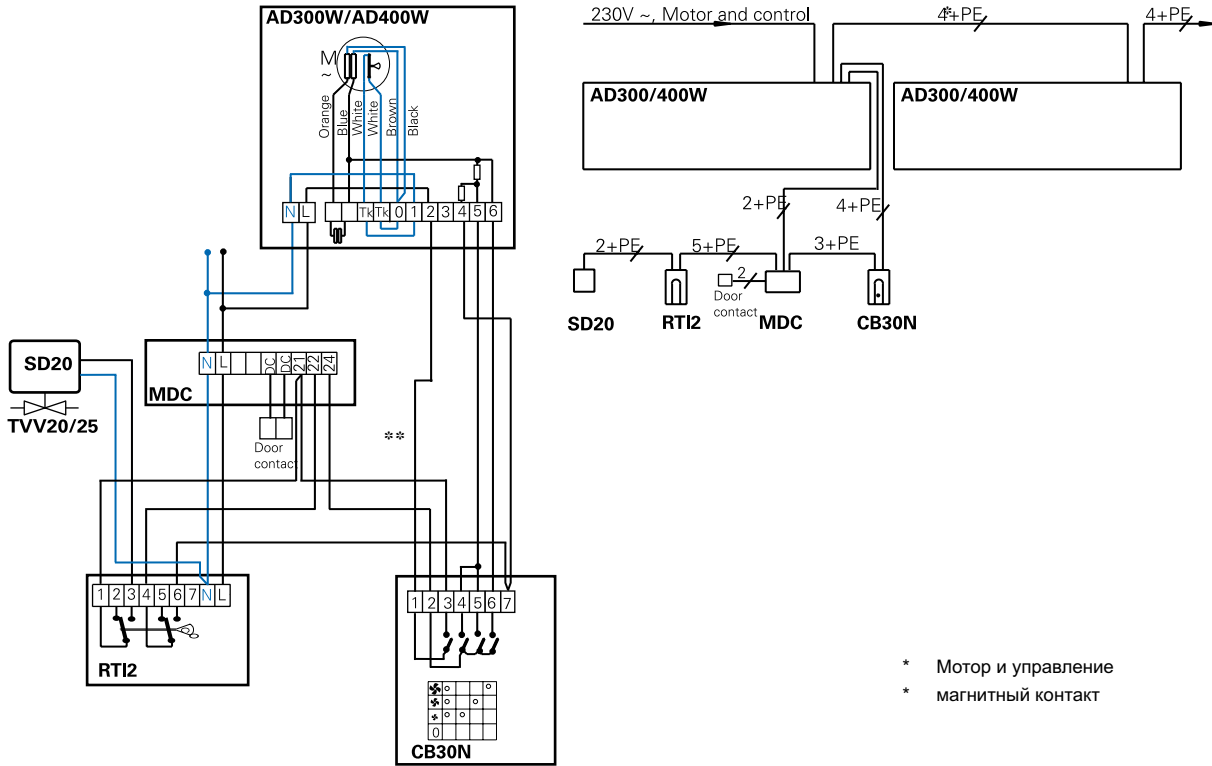 AD300W/AD400W
M
~
Orange
Blue
White
White
Brown
Black
N L Tk Tk 0 1 2 3 4 5 6
230V ~, Motor and control
*
4+PE
4+PE
AD300/400W
AD300/400W
2+PE
4+PE
2+PE
5+PE
3+PE
2
Door
contact
SD20
RTI2
MDC
CB30N
SD20
TVV20/25
N L DC DC 21 22 24
MDC
Door
contact
**
1 2 3 4 5 6 7 N L
RTI2
1 2 3 4 5 6 7
0
CB30N
* Мотор и управление
* магнитный контакт